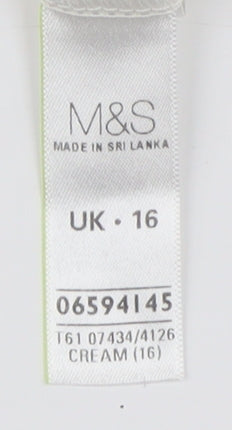 M&S
MADE IN SRI LANKA
UK • 16
06594145
T61 07434/4126
CREAM (16)